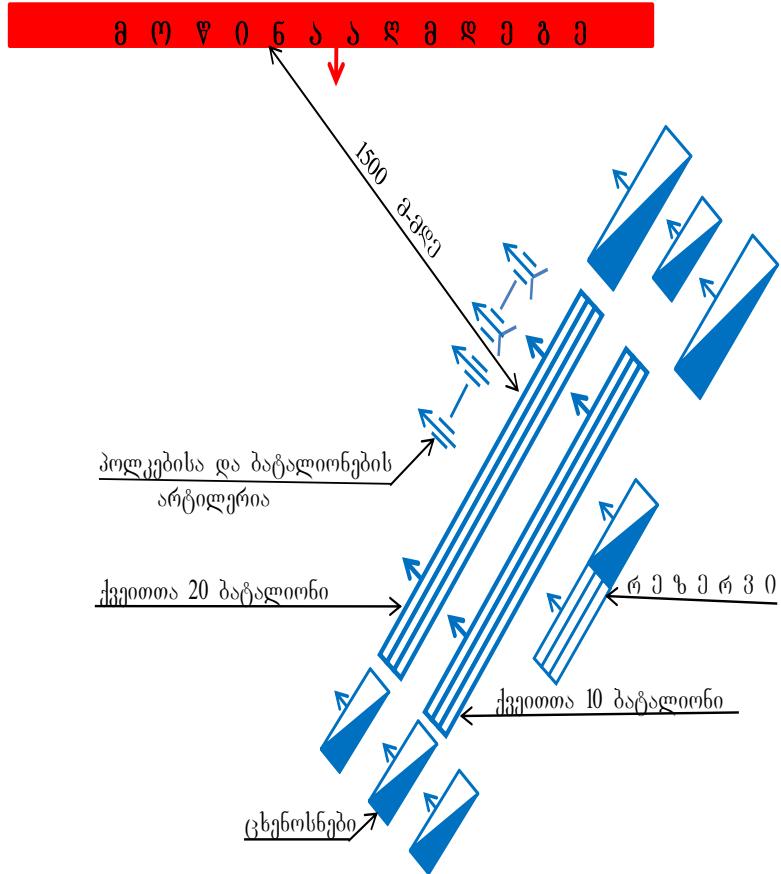 მ ო წ ი ნ ა ა ღ მ დ ე გ ე
1500 მ-მდე
პოლკებისა და ბატალიონების
არტილერია
ქვეითთა 20 ბატალიონი
რ ე ზ ე რ ვ ი
ქვეითთა 10 ბატალიონი
ცხენოსნები